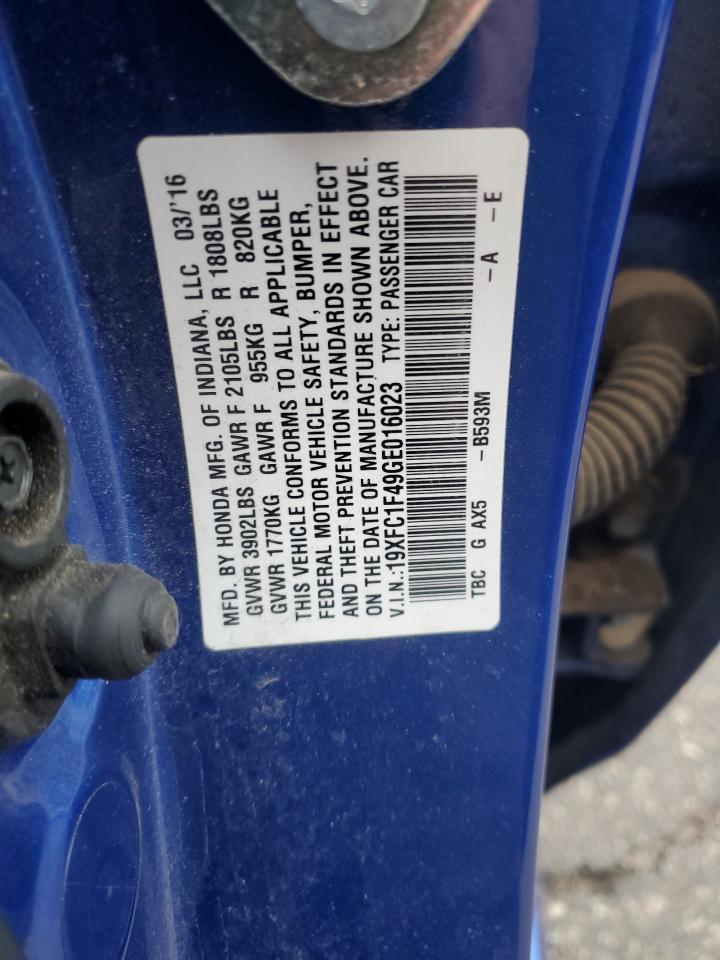 MFD. BY HONDA MFG. OF INDIANA, LLC 03/'16
GVWR 3902LBS GAWR F 2105LBS R 1808LBS
GVWR 1770KG GAWR F 955KG R 820KG
THIS VEHICLE CONFORMS TO ALL APPLICABLE
FEDERAL MOTOR VEHICLE SAFETY, BUMPER,
AND THEFT PREVENTION STANDARDS IN EFFECT
ON THE DATE OF MANUFACTURE SHOWN ABOVE.
V.I.N.:19XFC1F49GE016023 TYPE: PASSENGER CAR
TBC G AX5 -B593M -A -E